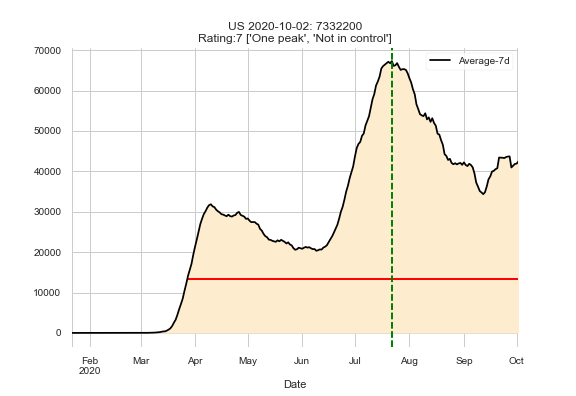 US 2020-10-02: 7332200
Rating:7 ['One peak', 'Not in control']
Average-7d
70000
60000
50000
40000
30000
20000
10000
0
Feb Mar Apr May Jun Jul Aug Sep Oct
2020
Date